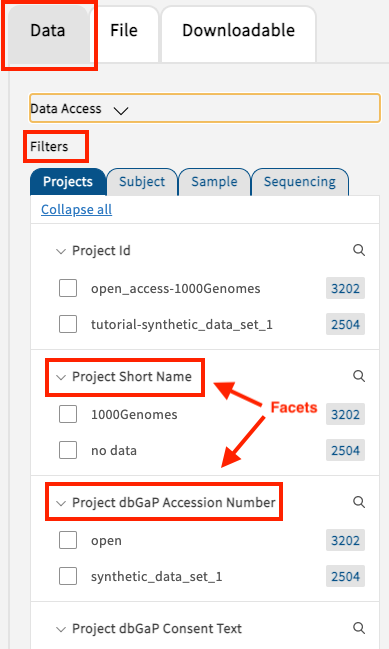 Data File Downloadable
Data Access
Filters
Projects Subject Sample Sequencing
Collapse all
Project Id
open_access-1000Genomes 3202
tutorial-synthetic_data_set_1 2504
Project Short Name
Facets
1000Genomes 3202
no data 2504
Project dbGaP Accession Number
open 3202
synthetic_data_set_1 2504
Project dbGaP Consent Text